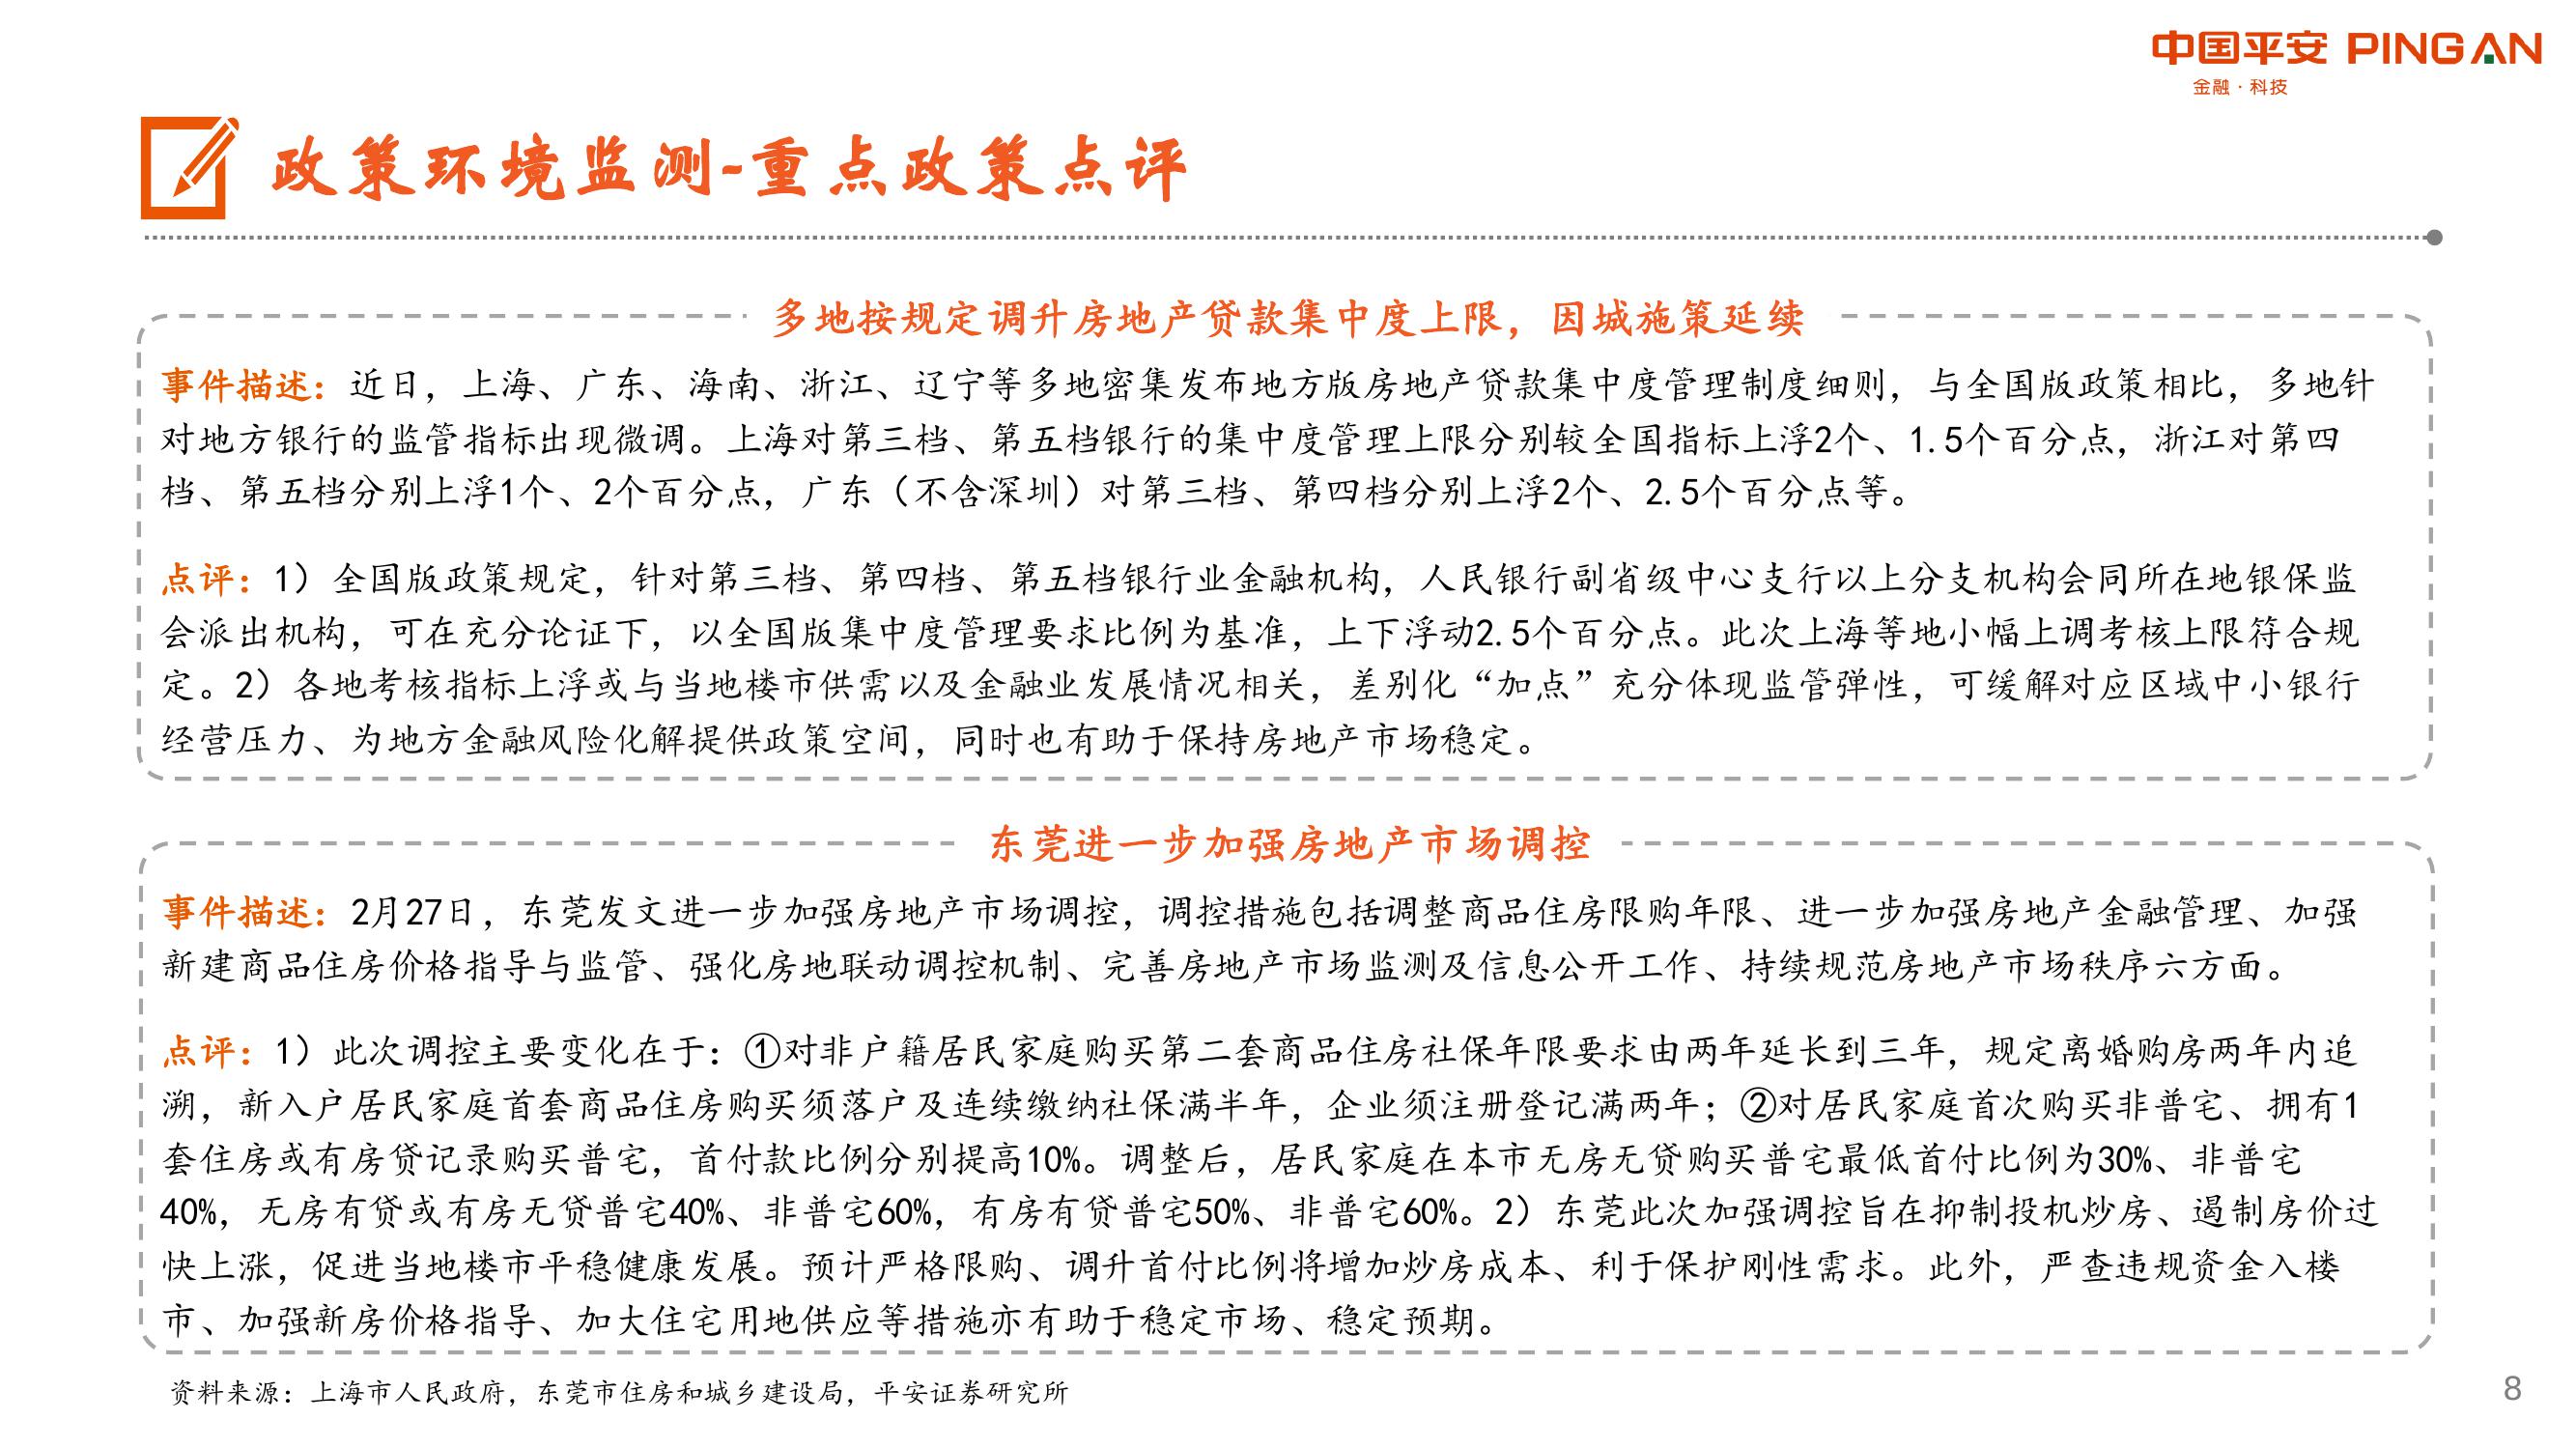 中国平安 PINGAN
金融·科技
政策环境监测-重点政策点评
多地按规定调升房地产贷款集中度上限，因城施策延续
事件描述：近日，上海、广东、海南、浙江、辽宁等多地密集发布地方版房地产贷款集中度管理制度细则，与全国版政策相比，多地针
对地方银行的监管指标出现微调。上海对第三档、第五档银行的集中度管理上限分别较全国指标上浮2个、1.5个百分点，浙江对第四
档、第五档分别上浮1个、2个百分点，广东（不含深圳）对第三档、第四档分别上浮2个、2.5个百分点等。
点评：1）全国版政策规定，针对第三档、第四档、第五档银行业金融机构，人民银行副省级中心支行以上分支机构会同所在地银保监
会派出机构，可在充分论证下，以全国版集中度管理要求比例为基准，上下浮动2.5个百分点。此次上海等地小幅上调考核上限符合规
定。2）各地考核指标上浮或与当地楼市供需以及金融业发展情况相关，差别化“加点”充分体现监管弹性，可缓解对应区域中小银行
经营压力、为地方金融风险化解提供政策空间，同时也有助于保持房地产市场稳定。
东莞进一步加强房地产市场调控
事件描述：2月27日，东莞发文进一步加强房地产市场调控，调控措施包括调整商品住房限购年限、进一步加强房地产金融管理、加强
新建商品住房价格指导与监管、强化房地联动调控机制、完善房地产市场监测及信息公开工作、持续规范房地产市场秩序六方面。
点评：1）此次调控主要变化在于：①对非户籍居民家庭购买第二套商品住房社保年限要求由两年延长到三年，规定离婚购房两年内追
溯，新入户居民家庭首套商品住房购买须落户及连续缴纳社保满半年，企业须注册登记满两年；②对居民家庭首次购买非普宅、拥有1
套住房或有房贷记录购买普宅，首付款比例分别提高10%。调整后，居民家庭在本市无房无贷购买普宅最低首付比例为30%、非普宅
40%，无房有贷或有房无贷普宅40%、非普宅60%，有房有贷普宅50%、非普宅60%。2）东莞此次加强调控旨在抑制投机炒房、遏制房价过
快上涨，促进当地楼市平稳健康发展。预计严格限购、调升首付比例将增加炒房成本、利于保护刚性需求。此外，严查违规资金入楼
市、加强新房价格指导、加大住宅用地供应等措施亦有助于稳定市场、稳定预期。
资料来源：上海市人民政府，东莞市住房和城乡建设局，平安证券研究所
8